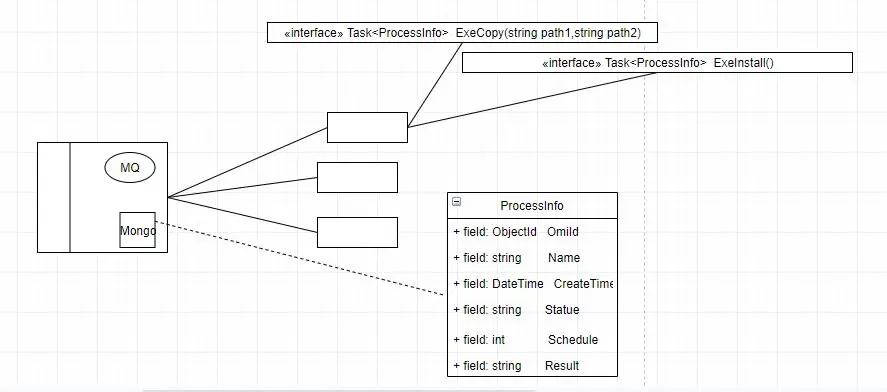 «interface» Task<ProcessInfo> ExeCopy(string path1,string path2)
«interface» Task<ProcessInfo> ExeInstall()
MQ
Mongo
ProcessInfo
+ field: ObjectId OmiId
+ field: string Name
+ field: DateTime CreateTime
+ field: string Statue
+ field: int Schedule
+ field: string Result